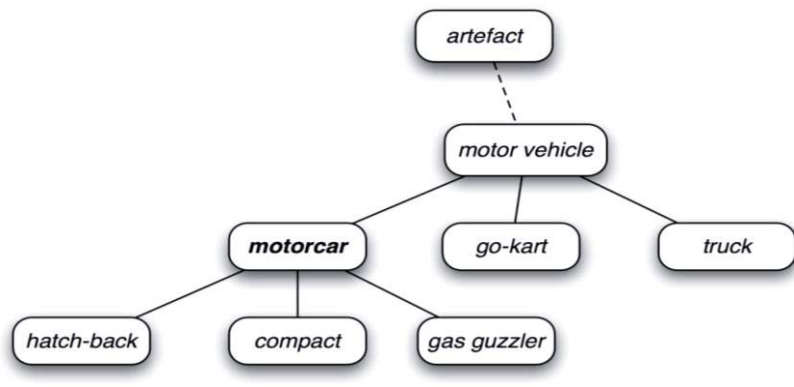 artefact
motor vehicle
motorcar
go-kart
truck
hatch-back
compact
gas guzzler